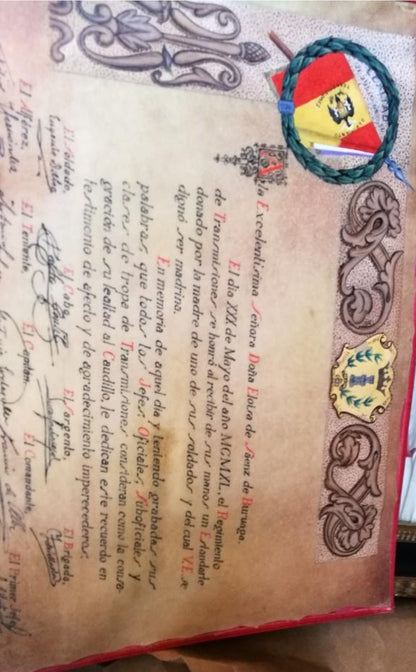 A la Excelentísima Señora Doña Eloisa de Saenz de Buruaga.
El día XIX de Mayo del año MCMXL, el Regimiento
de Transmisiones se honró al recibir de sus manos un Estandarte
donado por la madre de uno de sus soldados y del cual V.E. se
dignó ser madrina.
En memoria de aquel día y teniendo grabadas sus
palabras, que todos los Jefes, Oficiales, Suboficiales y
clases de tropa de Transmisiones consideran como la consa-
gración de su lealtad al Caudillo, le dedican este recuerdo en
testimonio de afecto y de agradecimiento imperecederos.
El Soldado, El Cabo, El Sargento, El Brigada,
El Alférez, El Teniente, El Capitán, El Comandante, El Primer Jefe